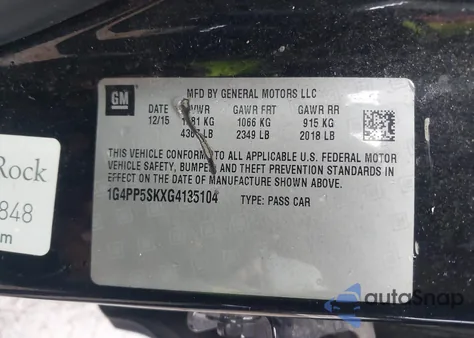 GM
MFD BY GENERAL MOTORS LLC
DATE GVWR GAWR FRT GAWR RR
12/15 1066 KG 915 KG
LB 2349 LB 2018 LB
THIS VEHICLE CONFORMS TO ALL APPLICABLE U.S. FEDERAL MOTOR
VEHICLE SAFETY, BUMPER, AND THEFT PREVENTION STANDARDS IN
EFFECT ON THE DATE OF MANUFACTURE SHOWN ABOVE.
1G4PP5SKXG4135104 TYPE: PASS CAR
Rock
848
m
autoSnap